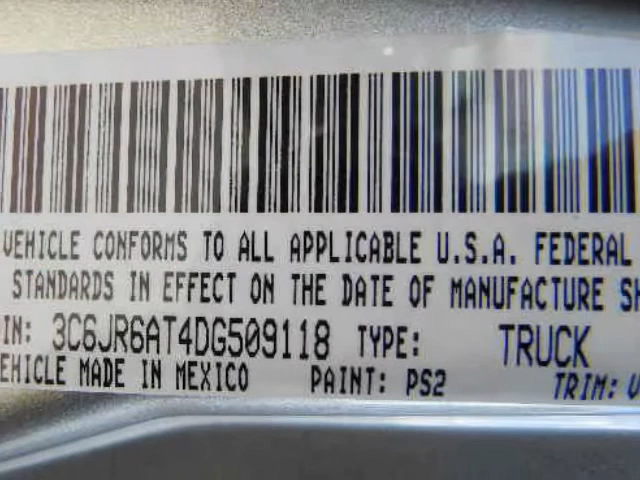 VEHICLE CONFORMS TO ALL APPLICABLE U.S.A. FEDERAL
STANDARDS IN EFFECT ON THE DATE OF MANUFACTURE SH
IN: 3C6JR6AT4DG509118 TYPE: TRUCK
EHICLE MADE IN MEXICO PAINT: PS2 TRIM: V